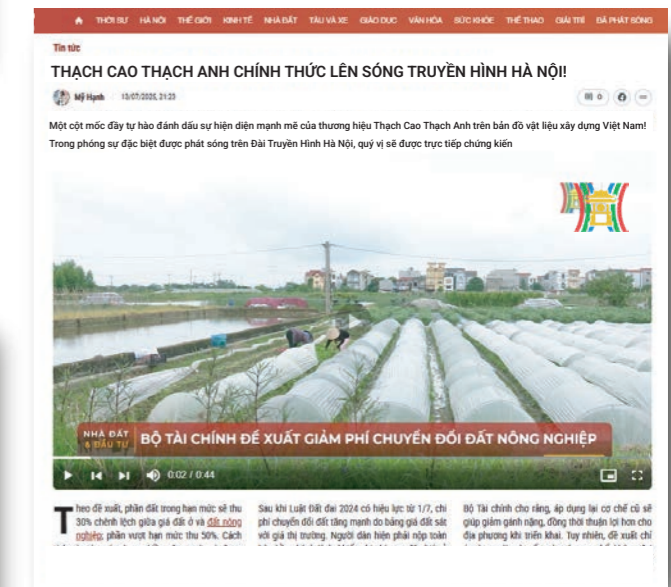 THỜI SỰ HÀ NỘI THẾ GIỚI KINH TẾ NHÀ ĐẤT TÀU VÀ XE GIÁO DỤC VĂN HÓA SỨC KHỎE THỂ THAO GIẢI TRÍ ĐÃ PHÁT SÓNG
Tin tức
THẠCH CAO THẠCH ANH CHÍNH THỨC LÊN SÓNG TRUYỀN HÌNH HÀ NỘI!
Mỹ Hạnh 13/07/2025, 21:23
0
Một cột mốc đầy tự hào đánh dấu sự hiện diện mạnh mẽ của thương hiệu Thạch Cao Thạch Anh trên bản đồ vật liệu xây dựng Việt Nam!
Trong phóng sự đặc biệt được phát sóng trên Đài Truyền Hình Hà Nội, quý vị sẽ được trực tiếp chứng kiến
NHÀ ĐẤT
& ĐẦU TƯ
BỘ TÀI CHÍNH ĐỀ XUẤT GIẢM PHÍ CHUYỂN ĐỔI ĐẤT NÔNG NGHIỆP
0:02 / 0:44
Theo đề xuất, phần đất trong hạn mức sẽ thu
30% chênh lệch giữa giá đất ở và đất nông
nghiệp; phần vượt hạn mức thu 50%. Cách
Sau khi Luật Đất đai 2024 có hiệu lực từ 1/7, chi
phí chuyển đổi đất tăng mạnh do bảng giá đất sát
với giá thị trường. Người dân hiện phải nộp toàn
Bộ Tài chính cho rằng, áp dụng lại cơ chế cũ sẽ
giúp giảm gánh nặng, đồng thời thuận lợi hơn cho
địa phương khi triển khai. Tuy nhiên, đề xuất chỉ